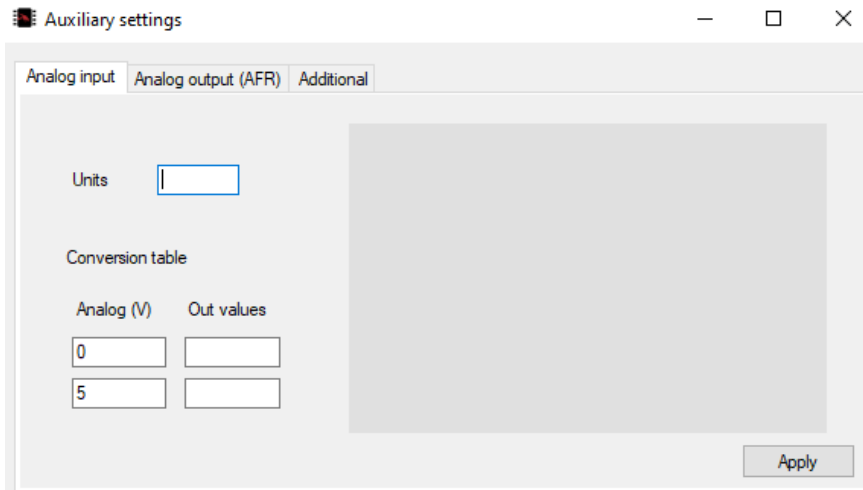 Auxiliary settings
Analog input Analog output (AFR) Additional
Units
Conversion table
Analog (V) Out values
0
5
Apply